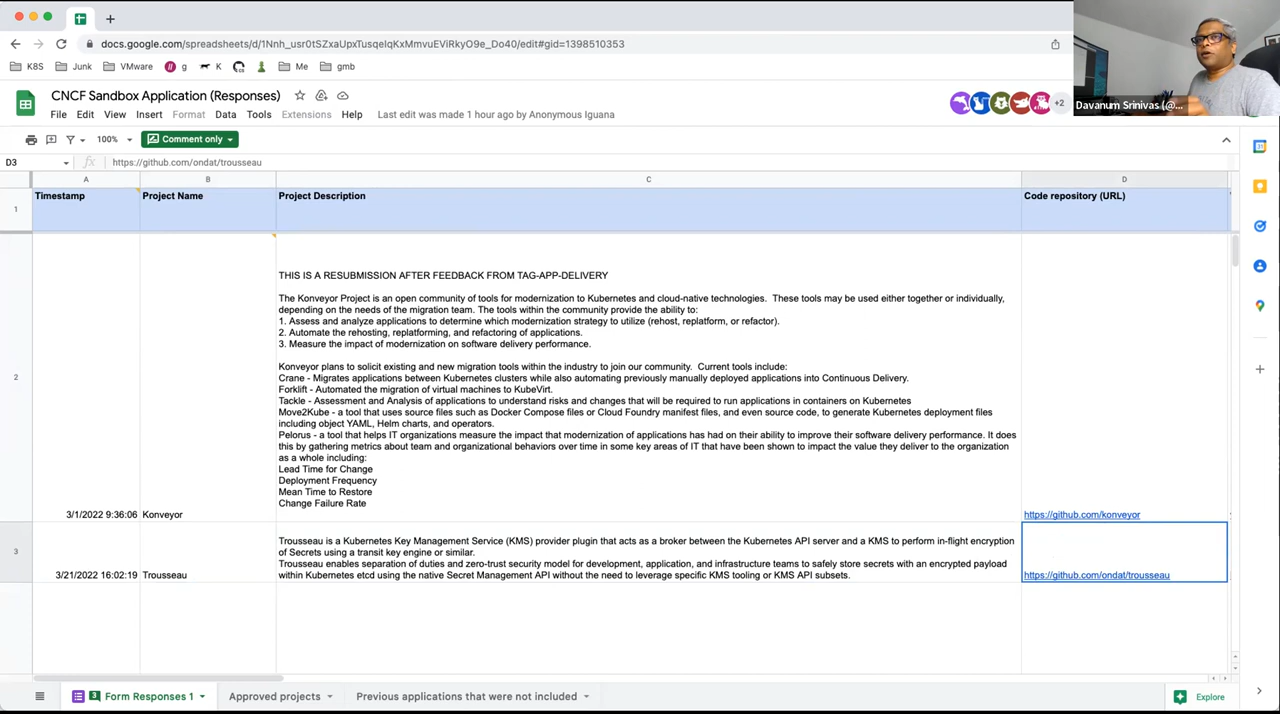 docs.google.com/spreadsheets/d/1Nnh_usr0tSZxaUpxTusqeIqKxMmvuEViRkyO9e_Do40/edit#gid=1398510353
K8S Junk VMware g K Me gmb
CNCF Sandbox Application (Responses)
File Edit View Insert Format Data Tools Extensions Help Last edit was made 1 hour ago by Anonymous Iguana
+2
Davanum Srinivas (@...
100% Comment only
D3 fx https://github.com/ondat/trousseau
A B C D
1 Timestamp Project Name Project Description Code repository (URL)
THIS IS A RESUBMISSION AFTER FEEDBACK FROM TAG-APP-DELIVERY
The Konveyor Project is an open community of tools for modernization to Kubernetes and cloud-native technologies. These tools may be used either together or individually,
depending on the needs of the migration team. The tools within the community provide the ability to:
1. Assess and analyze applications to determine which modernization strategy to utilize (rehost, replatform, or refactor).
2. Automate the rehosting, replatforming, and refactoring of applications.
3. Measure the impact of modernization on software delivery performance.
Konveyor plans to solicit existing and new migration tools within the industry to join our community. Current tools include:
2
Crane - Migrates applications between Kubernetes clusters while also automating previously manually deployed applications into Continuous Delivery.
Forklift - Automated the migration of virtual machines to KubeVirt.
Tackle - Assessment and Analysis of applications to understand risks and changes that will be required to run applications in containers on Kubernetes
Move2Kube - a tool that uses source files such as Docker Compose files or Cloud Foundry manifest files, and even source code, to generate Kubernetes deployment files
including object YAML, Helm charts, and operators.
Pelorus - a tool that helps IT organizations measure the impact that modernization of applications has had on their ability to improve their software delivery performance. It does
this by gathering metrics about team and organizational behaviors over time in some key areas of IT that have been shown to impact the value they deliver to the organization
as a whole including:
Lead Time for Change
Deployment Frequency
Mean Time to Restore
Change Failure Rate
3/1/2022 9:36:06 Konveyor https://github.com/konveyor
Trousseau is a Kubernetes Key Management Service (KMS) provider plugin that acts as a broker between the Kubernetes API server and a KMS to perform in-flight encryption
3
of Secrets using a transit key engine or similar.
Trousseau enables separation of duties and zero-trust security model for development, application, and infrastructure teams to safely store secrets with an encrypted payload
3/21/2022 16:02:19 Trousseau within Kubernetes etcd using the native Secret Management API without the need to leverage specific KMS tooling or KMS API subsets. https://github.com/ondat/trousseau
3 Form Responses 1 Approved projects Previous applications that were not included Explore